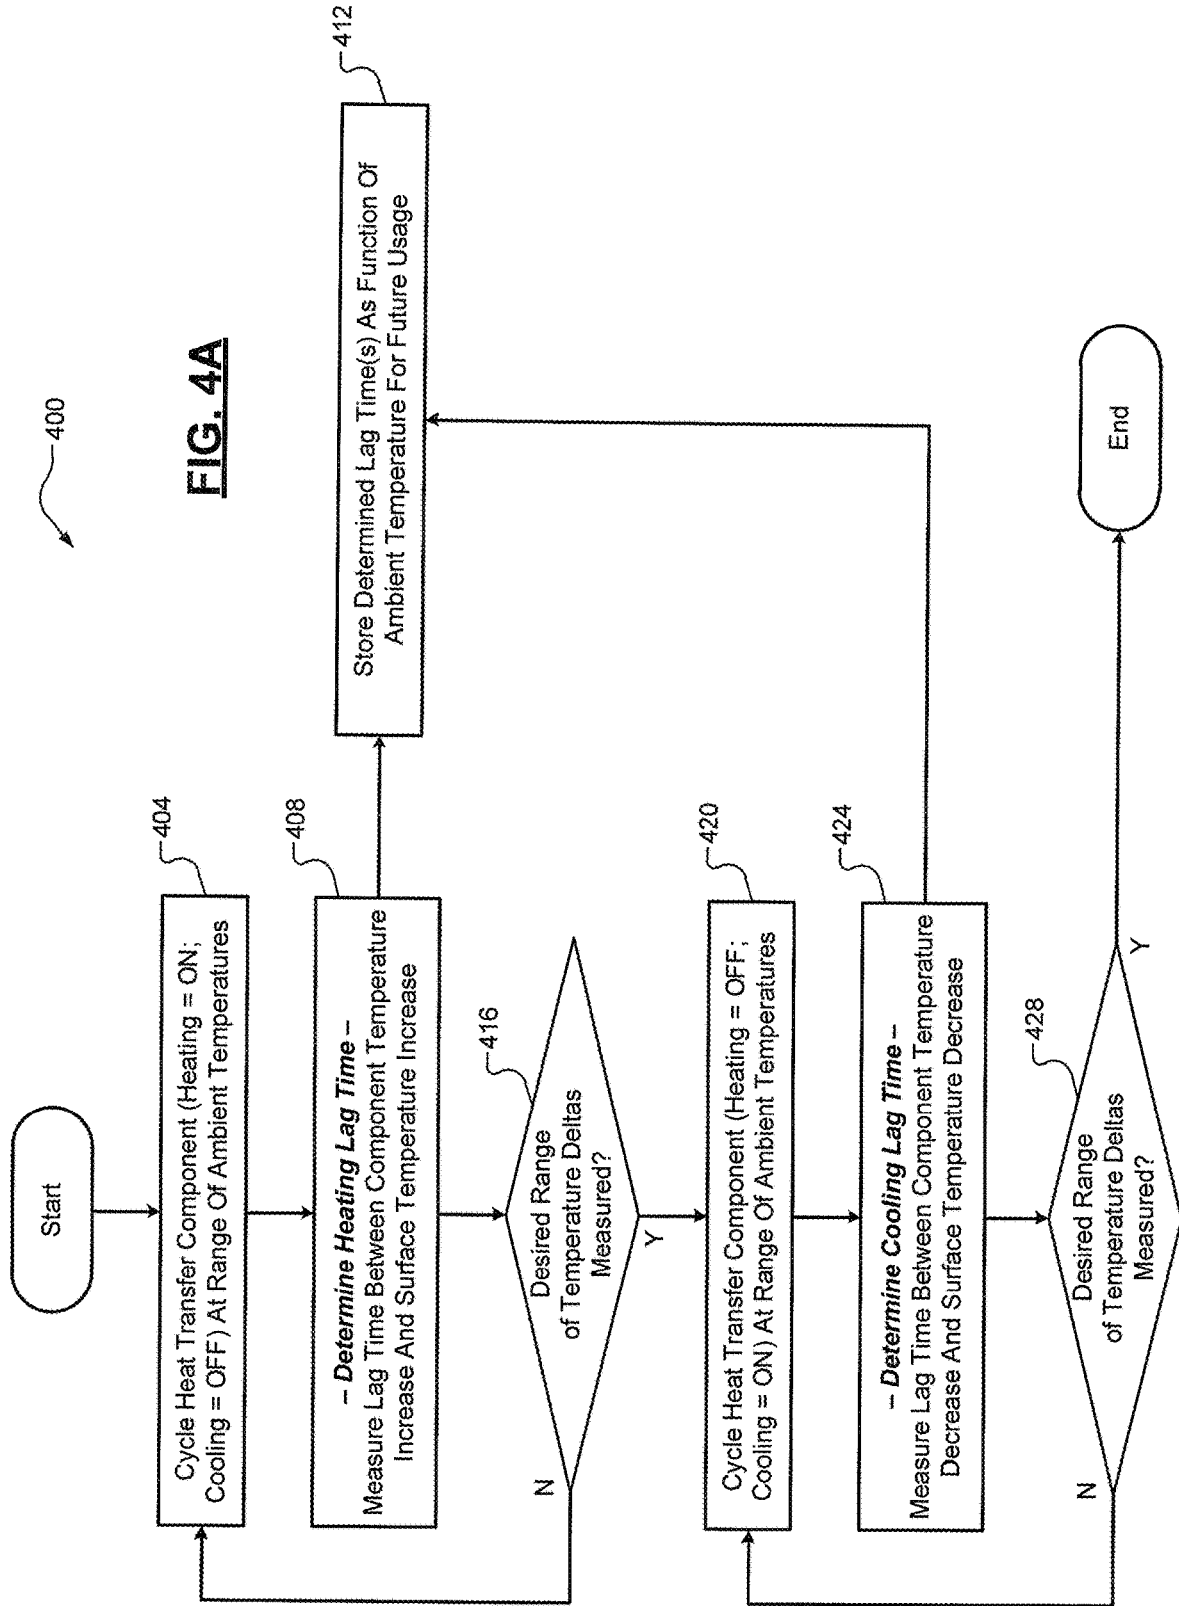 400
FIG. 4A
Start
404
Cycle Heat Transfer Component (Heating = ON;
Cooling = OFF) At Range Of Ambient Temperatures
408
– Determine Heating Lag Time –
Measure Lag Time Between Component Temperature
Increase And Surface Temperature Increase
412
Store Determined Lag Time(s) As Function Of
Ambient Temperature For Future Usage
416
Desired Range
of Temperature Deltas
Measured?
N
Y
420
Cycle Heat Transfer Component (Heating = OFF;
Cooling = ON) At Range Of Ambient Temperatures
424
– Determine Cooling Lag Time –
Measure Lag Time Between Component Temperature
Decrease And Surface Temperature Decrease
428
Desired Range
of Temperature Deltas
Measured?
N
Y
End